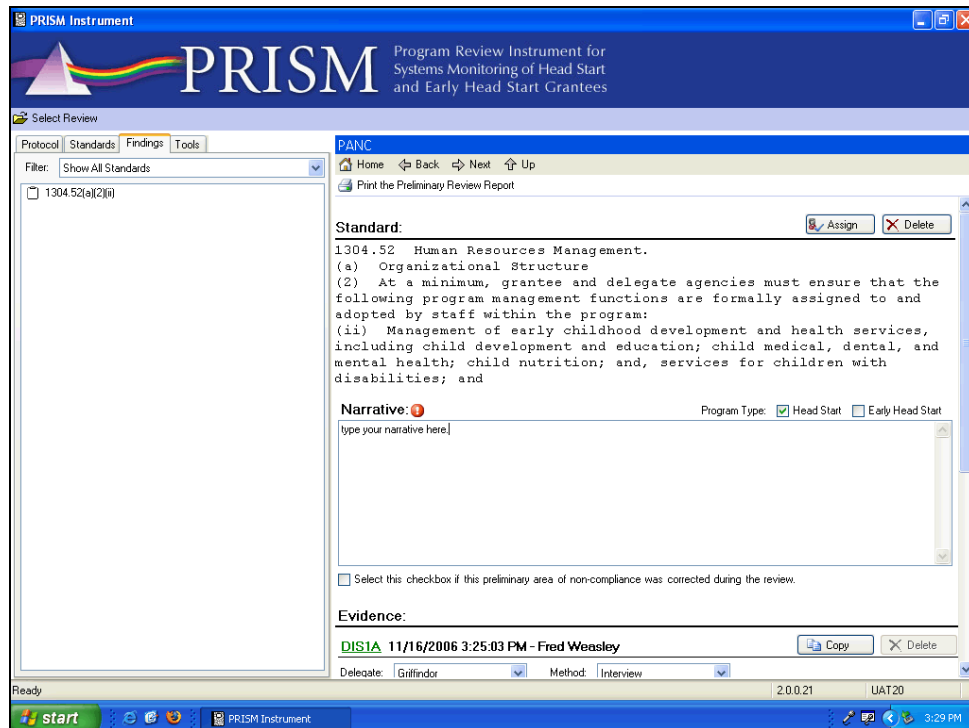 PRISM Instrument
PRISM
Program Review Instrument for
Systems Monitoring of Head Start
and Early Head Start Grantees
Select Review
Protocol Standards Findings Tools
Filter: Show All Standards
1304.52(a)(2)(ii)
PANC
Home Back Next Up
Print the Preliminary Review Report
Standard: Assign Delete
1304.52 Human Resources Management.
(a) Organizational Structure
(2) At a minimum, grantee and delegate agencies must ensure that the
following program management functions are formally assigned to and
adopted by staff within the program:
(ii) Management of early childhood development and health services,
including child development and education; child medical, dental, and
mental health; child nutrition; and, services for children with
disabilities; and
Narrative: Program Type: Head Start Early Head Start
type your narrative here.
Select this checkbox if this preliminary area of non-compliance was corrected during the review.
Evidence:
DIS1A 11/16/2006 3:25:03 PM - Fred Weasley Copy Delete
Delegate: Griffindor Method: Interview
Ready 2.0.0.21 UAT20
start PRISM Instrument 3:29 PM